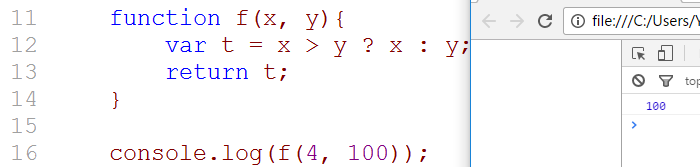 11 function f(x, y){
12 var t = x > y ? x : y;
13 return t;
14 }
15
16 console.log(f(4, 100));
file:///C:/Users/
top
100